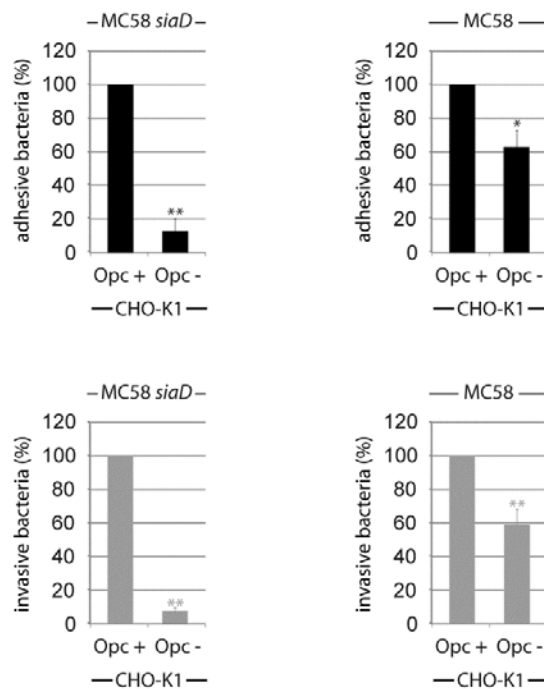 MC58 siaD
120
100
80
60
40
20
0
adhesive bacteria (%)
**
Opc + Opc -
CHO-K1
MC58
120
100
80
60
40
20
0
adhesive bacteria (%)
*
Opc + Opc -
CHO-K1
MC58 siaD
120
100
80
60
40
20
0
invasive bacteria (%)
**
Opc + Opc -
CHO-K1
MC58
120
100
80
60
40
20
0
invasive bacteria (%)
**
Opc + Opc -
CHO-K1